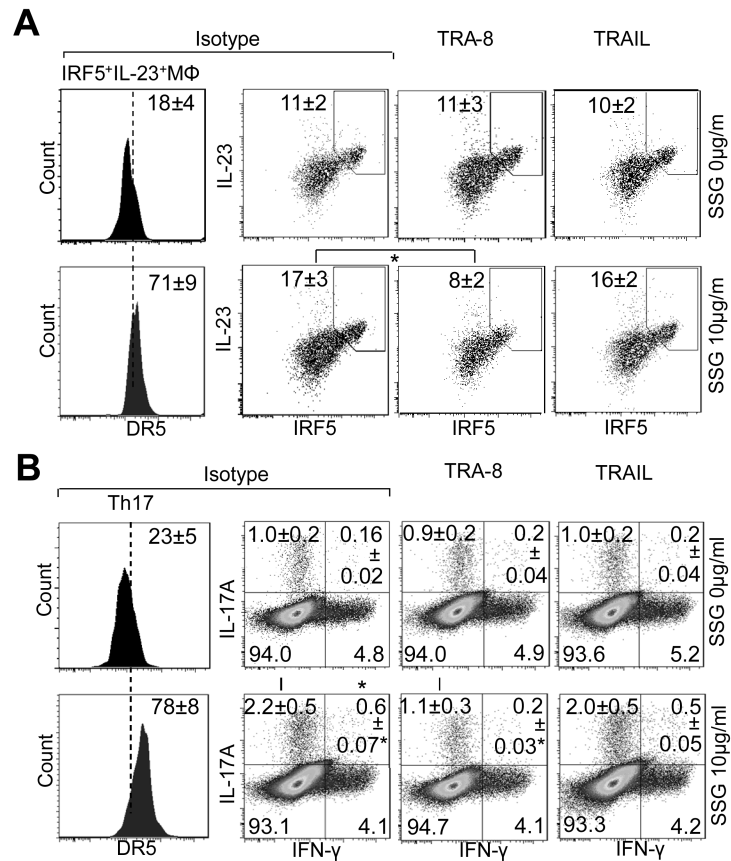 A
Isotype TRA-8 TRAIL
IRF5⁺IL-23⁺MΦ
18±4 11±2 11±3 10±2
Count IL-23 SSG 0µg/m
*
71±9 17±3 8±2 16±2
Count IL-23 SSG 10µg/m
DR5 IRF5 IRF5 IRF5
B
Isotype TRA-8 TRAIL
Th17
23±5 1.0±0.2 0.16 ± 0.02 0.9±0.2 0.2 ± 0.04 1.0±0.2 0.2 ± 0.04
Count IL-17A SSG 0µg/ml
94.0 4.8 94.0 4.9 93.6 5.2
*
78±8 2.2±0.5 0.6 ± 0.07* 1.1±0.3 0.2 ± 0.03* 2.0±0.5 0.5 ± 0.05
Count IL-17A SSG 10µg/ml
93.1 4.1 94.7 4.1 93.3 4.2
DR5 IFN-γ IFN-γ IFN-γ